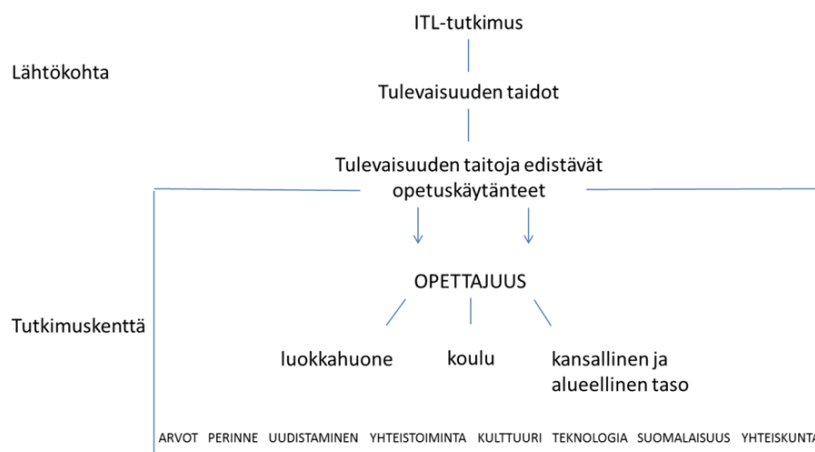 ITL-tutkimus
Lähtökohta
Tulevaisuuden taidot
Tulevaisuuden taitoja edistävät
opetuskäytänteet
OPETTAJUUS
Tutkimuskenttä
luokkahuone koulu kansallinen ja
alueellinen taso
ARVOT PERINNE UUDISTAMINEN YHTEISTOIMINTA KULTTUURI TEKNOLOGIA SUOMALAISUUS YHTEISKUNTA